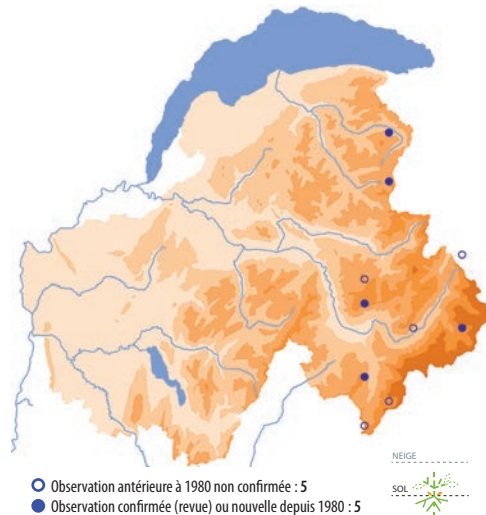 NEIGE
SOL
Observation antérieure à 1980 non confirmée : 5
Observation confirmée (revue) ou nouvelle depuis 1980 : 5